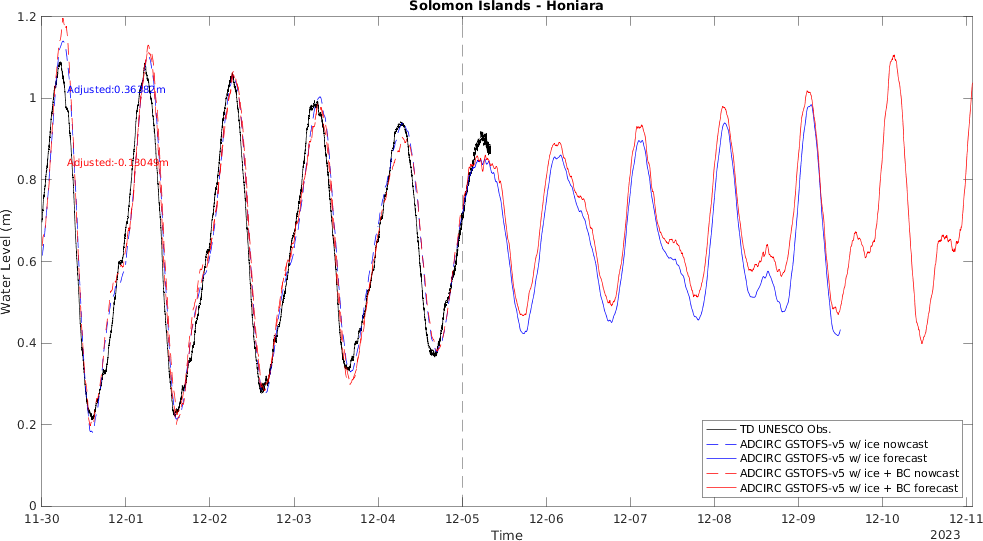 Solomon Islands - Honiara
1.2
1
0.8
0.6
0.4
0.2
0
Water Level (m)
Adjusted:0.36382m
Adjusted:-0.13049m
TD UNESCO Obs.
ADCIRC GSTOFS-v5 w/ ice nowcast
ADCIRC GSTOFS-v5 w/ ice forecast
ADCIRC GSTOFS-v5 w/ ice + BC nowcast
ADCIRC GSTOFS-v5 w/ ice + BC forecast
11-30 12-01 12-02 12-03 12-04 12-05 12-06 12-07 12-08 12-09 12-10 12-11
Time
2023